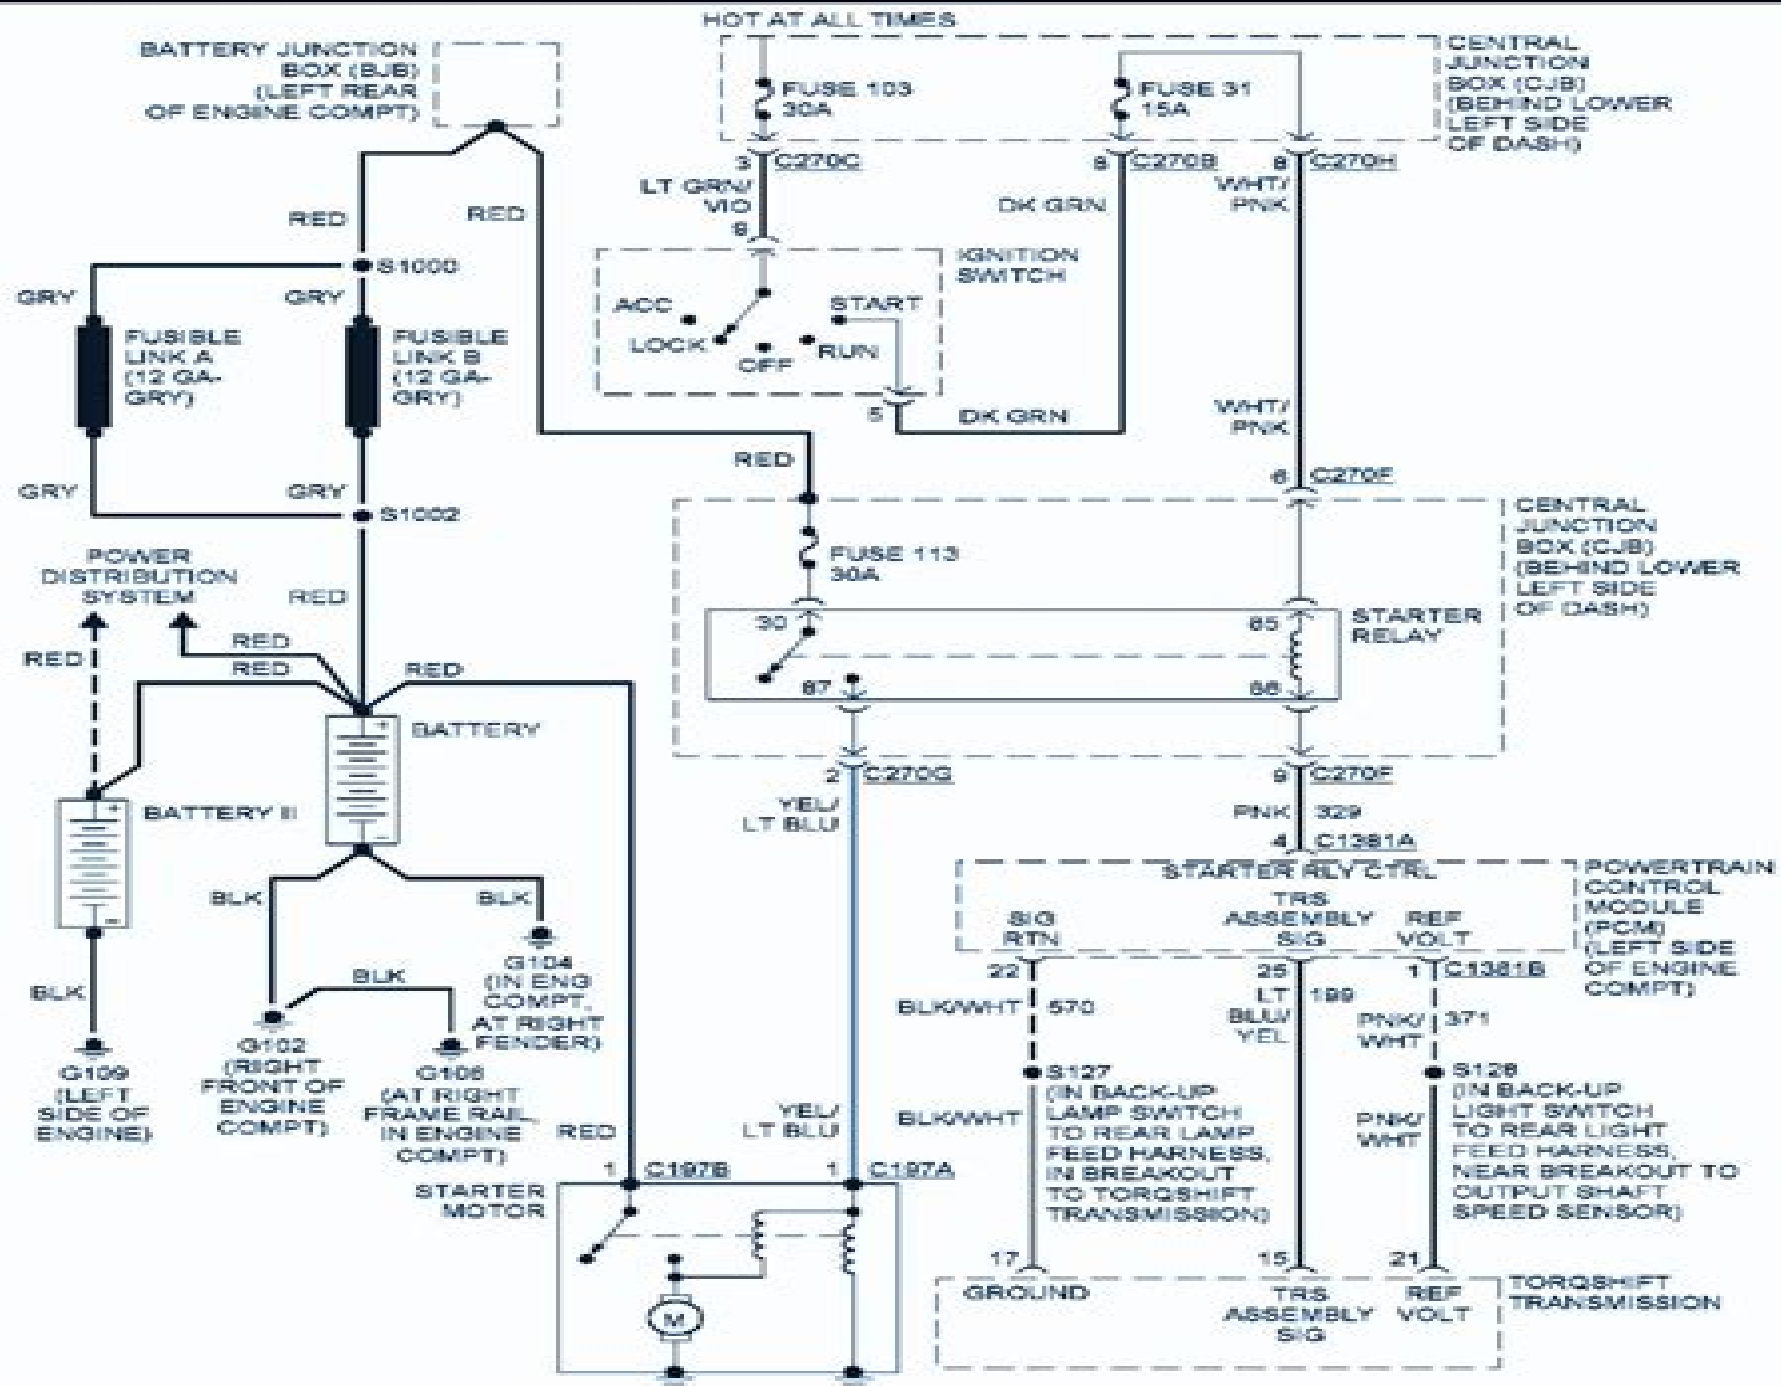 HOT AT ALL TIMES
BATTERY JUNCTION
BOX (BJB)
(LEFT REAR
OF ENGINE COMPT)
FUSE 103
30A
FUSE 31
15A
CENTRAL
JUNCTION
BOX (CJB)
(BEHIND LOWER
LEFT SIDE
OF DASH)
3 C270C
8 C270B
8 C270H
LT GRN/
VIO
DK GRN
WHT/
PNK
RED
RED
IGNITION
SWITCH
ACC
LOCK
OFF
RUN
START
5
DK GRN
WHT/
PNK
S1000
GRY
GRY
FUSIBLE
LINK A
(12 GA-
GRY)
FUSIBLE
LINK B
(12 GA-
GRY)
GRY
GRY
S1002
RED
6 C270F
FUSE 113
30A
CENTRAL
JUNCTION
BOX (CJB)
(BEHIND LOWER
LEFT SIDE
OF DASH)
30
85
87
86
STARTER
RELAY
POWER
DISTRIBUTION
SYSTEM
RED
RED
RED
RED
RED
BATTERY
+
-
BATTERY II
+
-
2 C270G
9 C270F
YEL/
LT BLU
PNK 329
4 C1381A
STARTER RLY CTRL
SIG
RTN
TRS
ASSEMBLY
SIG
REF
VOLT
POWERTRAIN
CONTROL
MODULE
(PCM)
(LEFT SIDE
OF ENGINE
COMPT)
22
25
1 C1381B
BLK/WHT 570
LT
BLU/
YEL
199
PNK/
WHT
371
BLK
BLK
BLK
BLK
G104
(IN ENG
COMPT,
AT RIGHT
FENDER)
G109
(LEFT
SIDE OF
ENGINE)
G102
(RIGHT
FRONT OF
ENGINE
COMPT)
(AT RIGHT
FRAME RAIL,
IN ENGINE
COMPT)
S127
(IN BACK-UP
LAMP SWITCH
TO REAR LAMP
FEED HARNESS,
IN BREAKOUT
TO TORQSHIFT
TRANSMISSION)
S128
(IN BACK-UP
LIGHT SWITCH
TO REAR LIGHT
FEED HARNESS,
NEAR BREAKOUT TO
OUTPUT SHAFT
SPEED SENSOR)
BLK/WHT
PNK/
WHT
RED
YEL/
LT BLU
1 C197B
1 C197A
STARTER
MOTOR
M
17
15
21
GROUND
TRS
ASSEMBLY
SIG
REF
VOLT
TORQSHIFT
TRANSMISSION